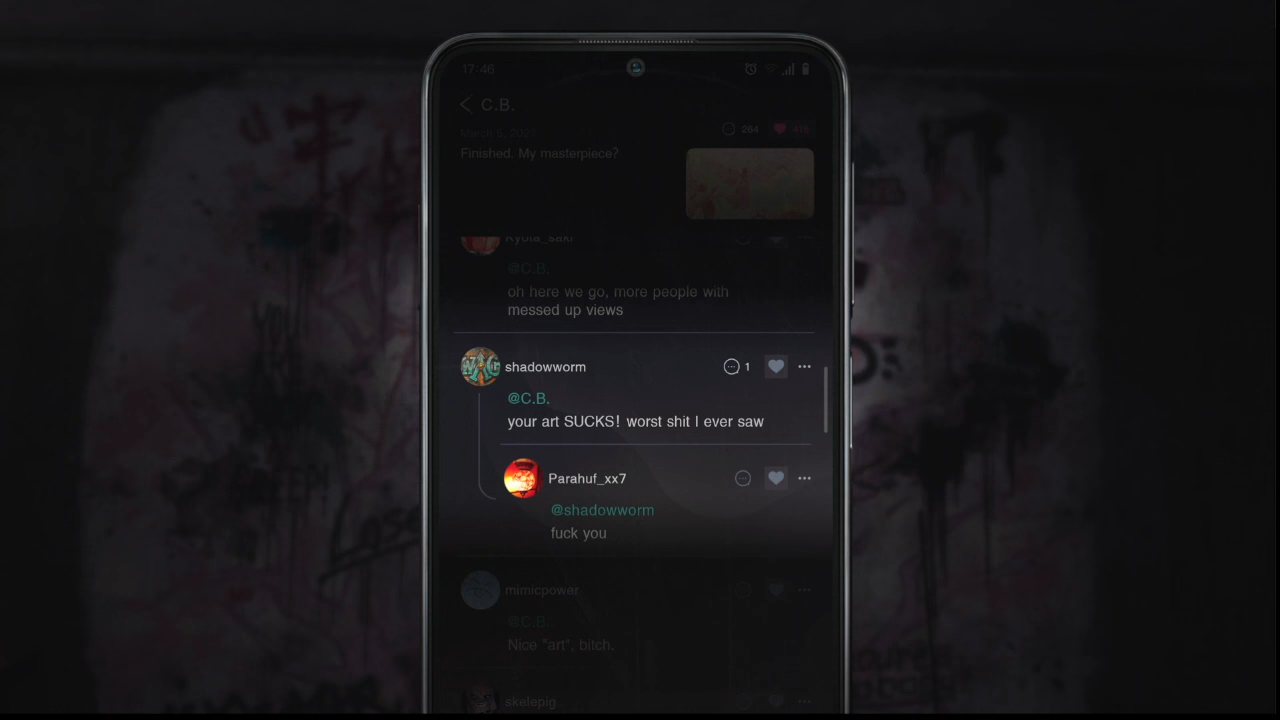 17:46
C.B.
264
Finished. My masterpiece?
@C.B.
oh here we go, more people with
messed up views
shadowworm
1
@C.B.
your art SUCKS! worst shit I ever saw
Parahuf_xx7
@shadowworm
fuck you
mimicpower
@C.B.
Nice "art", bitch.
skelepig